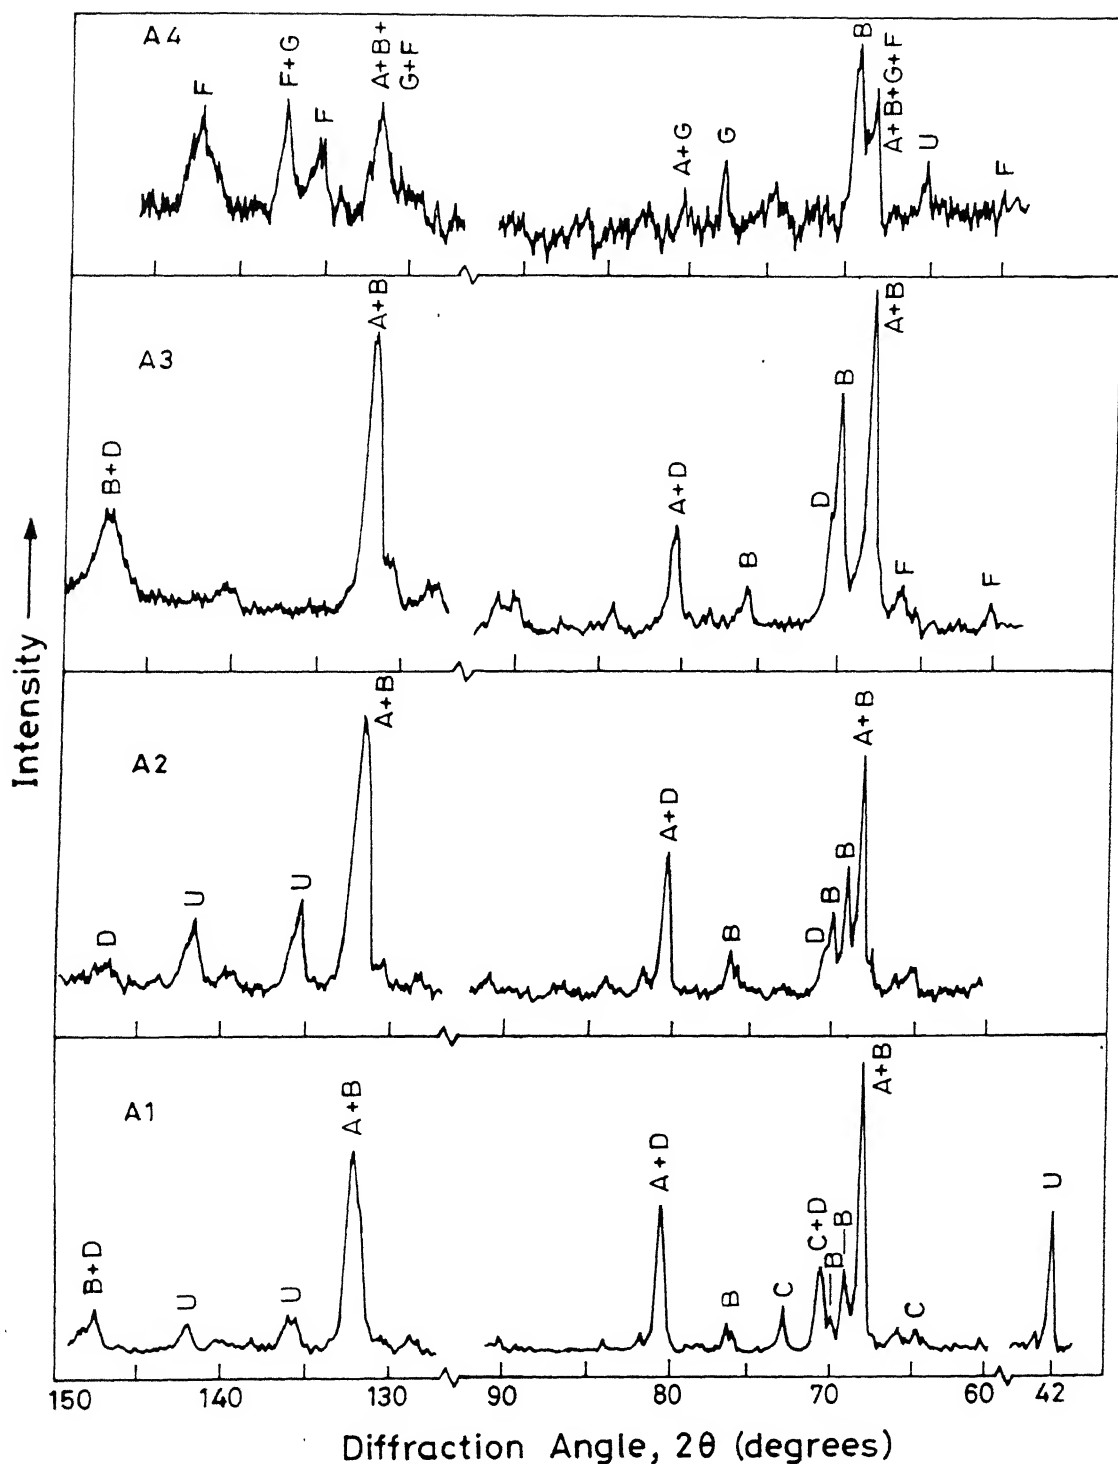 A4
F
F+G
F
A+B+
G+F
A+G
G
B
A+B+G+F
U
F
A3
B+D
A+B
A+D
B
D
B
A+B
F
F
A2
D
U
U
A+B
A+D
B
D
B
B
A+B
A1
B+D
U
U
A+B
A+D
B
C
C+D
B
B
A+B
C
U
Intensity
150 140 130 90 80 70 60 42
Diffraction Angle, 2θ (degrees)